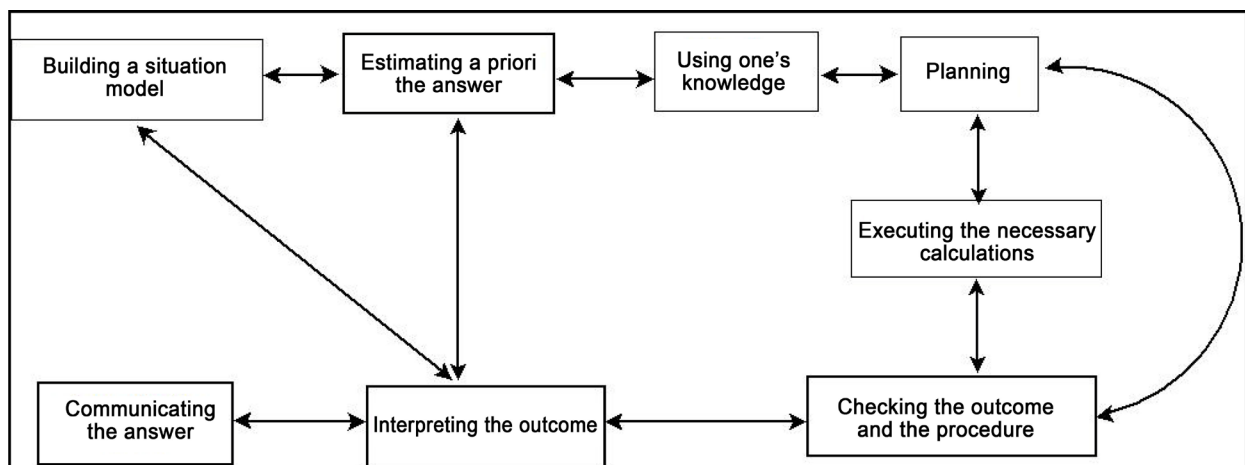 Building a situation
model
Estimating a priori
the answer
Using one's
knowledge
Planning
Executing the necessary
calculations
Communicating
the answer
Interpreting the outcome
Checking the outcome
and the procedure